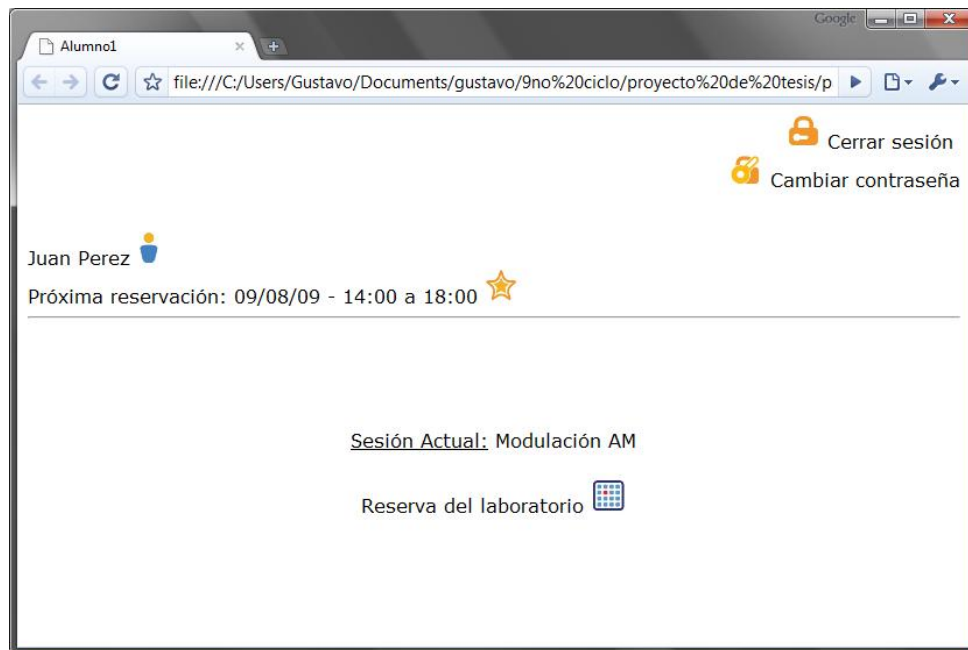 Google
Alumno1
file:///C:/Users/Gustavo/Documents/gustavo/9no%20ciclo/proyecto%20de%20tesis/p
Cerrar sesión
Cambiar contraseña
Juan Perez
Próxima reservación: 09/08/09 - 14:00 a 18:00
Sesión Actual: Modulación AM
Reserva del laboratorio